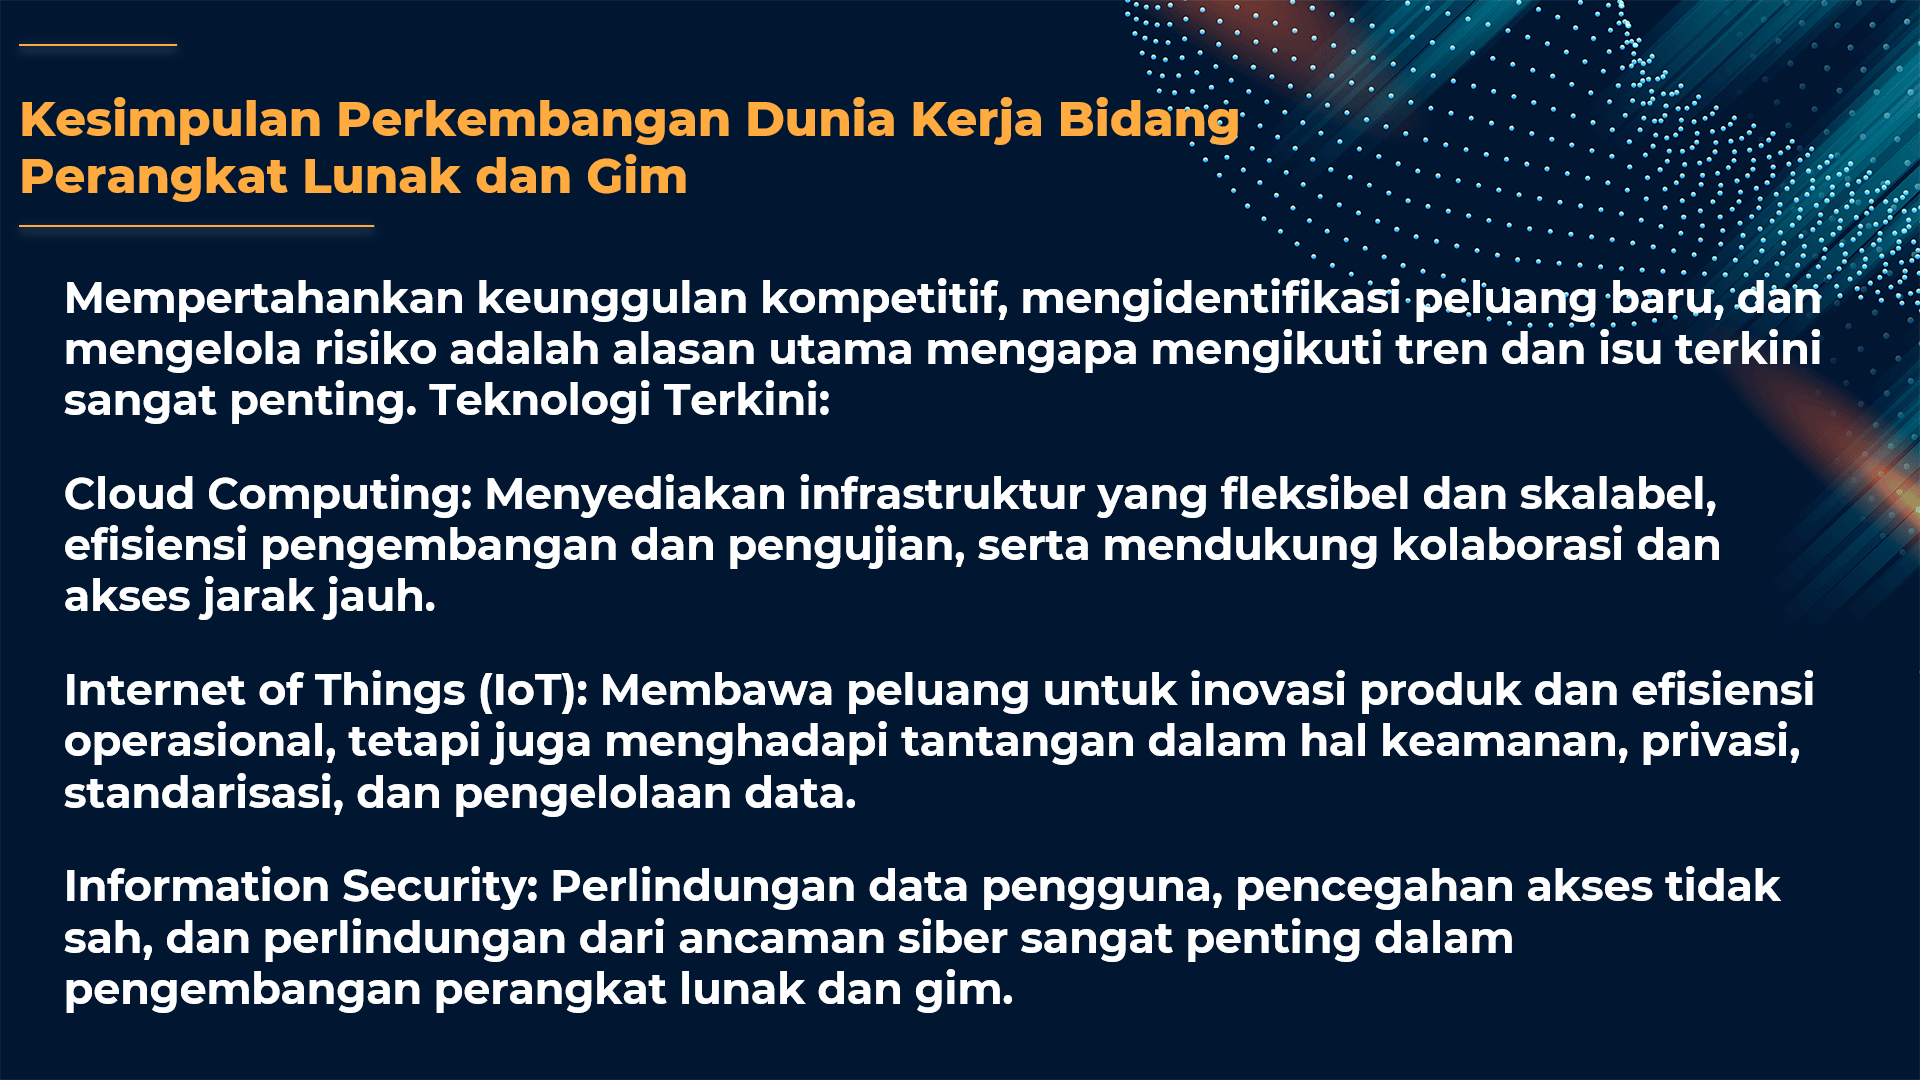 Kesimpulan Perkembangan Dunia Kerja Bidang
Perangkat Lunak dan Gim
Mempertahankan keunggulan kompetitif, mengidentifikasi peluang baru, dan
mengelola risiko adalah alasan utama mengapa mengikuti tren dan isu terkini
sangat penting. Teknologi Terkini:
Cloud Computing: Menyediakan infrastruktur yang fleksibel dan skalabel,
efisiensi pengembangan dan pengujian, serta mendukung kolaborasi dan
akses jarak jauh.
Internet of Things (IoT): Membawa peluang untuk inovasi produk dan efisiensi
operasional, tetapi juga menghadapi tantangan dalam hal keamanan, privasi,
standarisasi, dan pengelolaan data.
Information Security: Perlindungan data pengguna, pencegahan akses tidak
sah, dan perlindungan dari ancaman siber sangat penting dalam
pengembangan perangkat lunak dan gim.